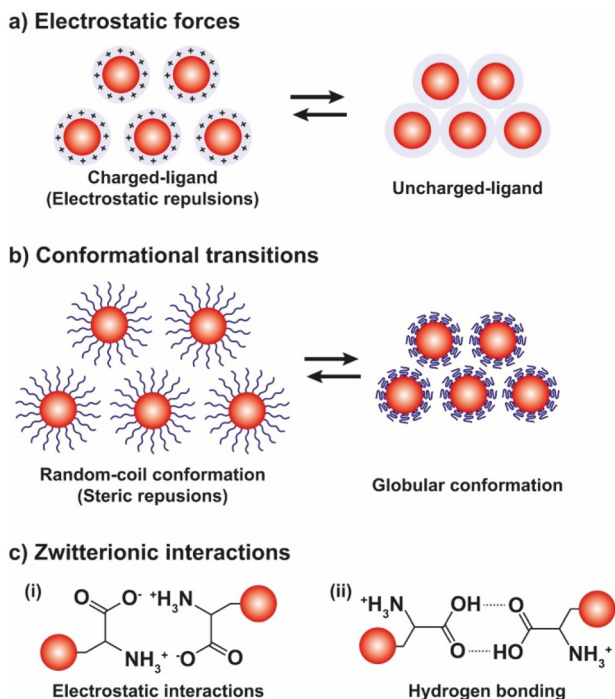 a) Electrostatic forces
Charged-ligand
(Electrostatic repulsions)
Uncharged-ligand
b) Conformational transitions
Random-coil conformation
(Steric repusions)
Globular conformation
c) Zwitterionic interactions
(i)
O
O-
+H3N
NH3+
-O
O
Electrostatic interactions
(ii)
+H3N
OH
O
O
HO
NH3+
Hydrogen bonding